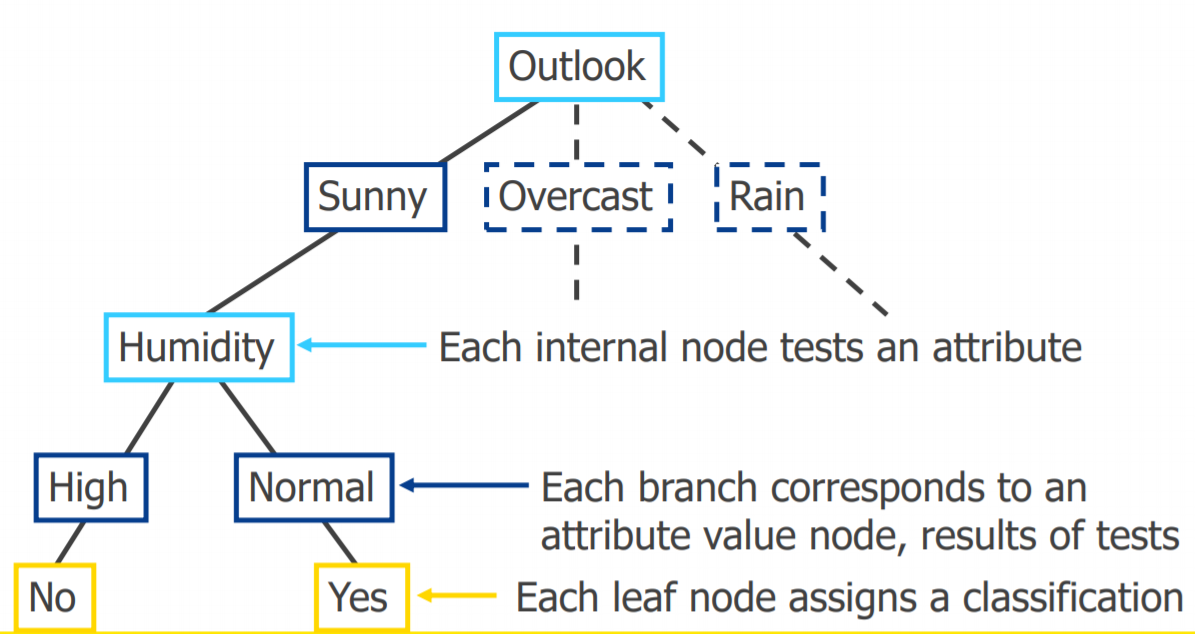 Outlook
Sunny
Overcast
Rain
Humidity
Each internal node tests an attribute
High
Normal
Each branch corresponds to an
attribute value node, results of tests
No
Yes
Each leaf node assigns a classification